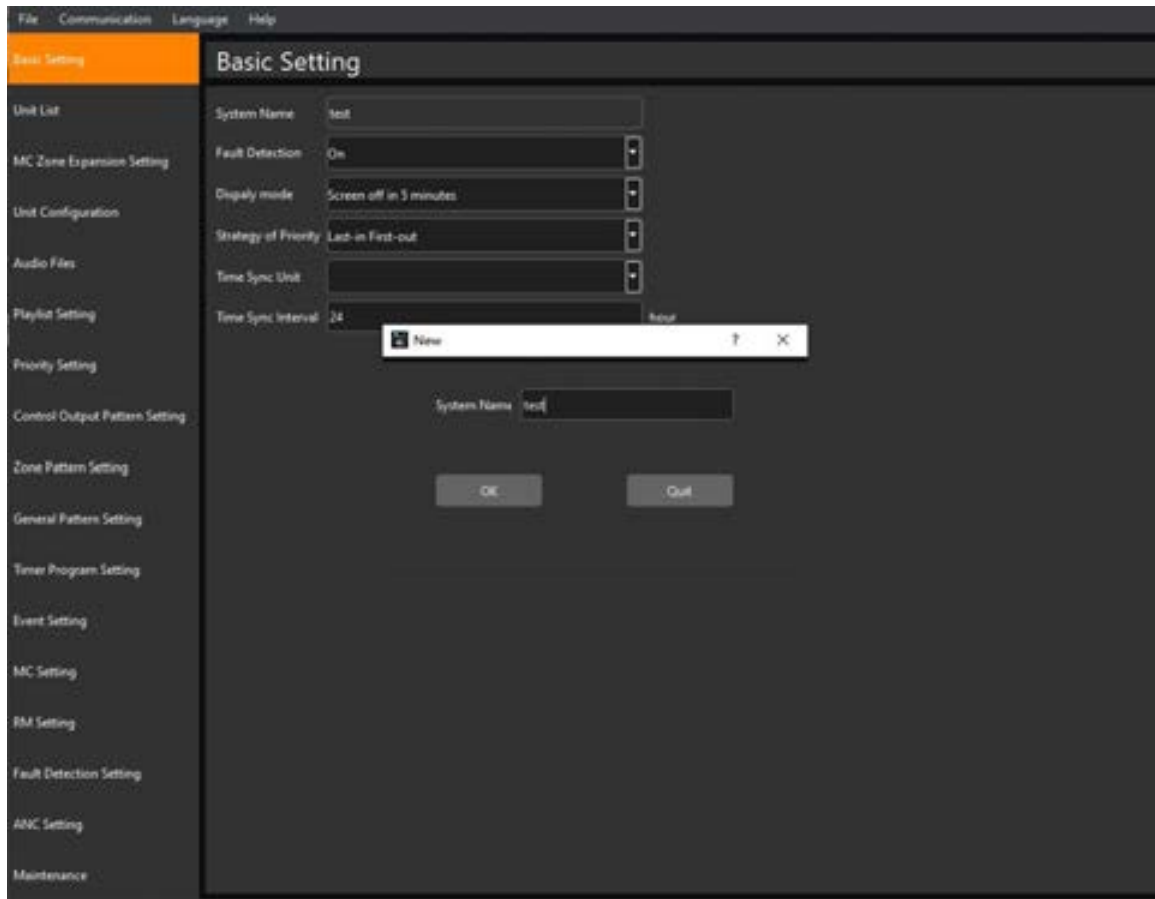 File Communication Language Help
Basic Setting
Unit List
MC Zone Expansion Setting
Unit Configuration
Audio Files
Playlist Setting
Priority Setting
Control Output Pattern Setting
Zone Pattern Setting
General Pattern Setting
Timer Program Setting
Event Setting
MC Setting
RM Setting
Fault Detection Setting
ANC Setting
Maintenance
Basic Setting
System Name test
Fault Detection On
Dispaly mode Screen off in 5 minutes
Strategy of Priority Last-in First-out
Time Sync Unit
Time Sync Interval 24 hour
New ? ×
System Name test
OK Quit